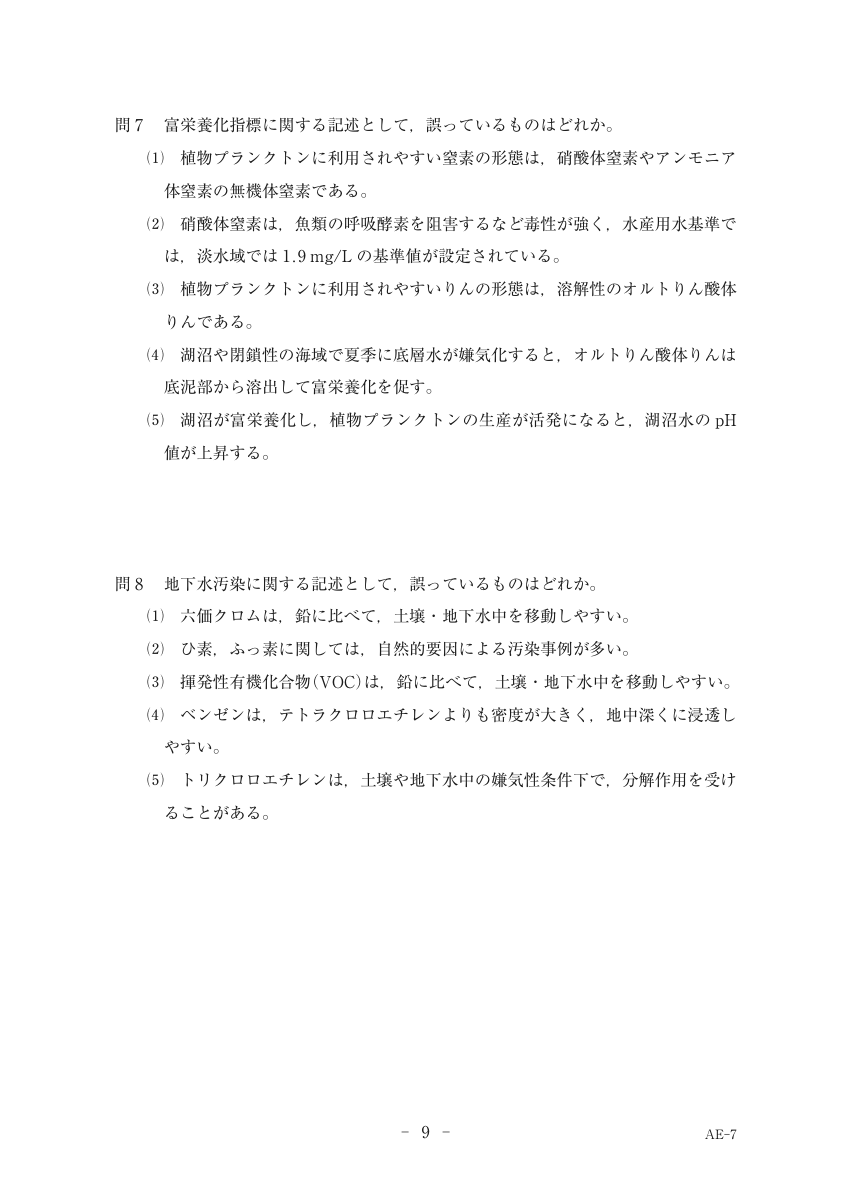 問7　富栄養化指標に関する記述として，誤っているものはどれか。
(1)　植物プランクトンに利用されやすい窒素の形態は，硝酸体窒素やアンモニア
体窒素の無機体窒素である。
(2)　硝酸体窒素は，魚類の呼吸酵素を阻害するなど毒性が強く，水産用水基準で
は，淡水域では 1.9 mg/L の基準値が設定されている。
(3)　植物プランクトンに利用されやすいりんの形態は，溶解性のオルトりん酸体
りんである。
(4)　湖沼や閉鎖性の海域で夏季に底層水が嫌気化すると，オルトりん酸体りんは
底泥部から溶出して富栄養化を促す。
(5)　湖沼が富栄養化し，植物プランクトンの生産が活発になると，湖沼水の pH
値が上昇する。
問8　地下水汚染に関する記述として，誤っているものはどれか。
(1)　六価クロムは，鉛に比べて，土壌・地下水中を移動しやすい。
(2)　ひ素，ふっ素に関しては，自然的要因による汚染事例が多い。
(3)　揮発性有機化合物(VOC)は，鉛に比べて，土壌・地下水中を移動しやすい。
(4)　ベンゼンは，テトラクロロエチレンよりも密度が大きく，地中深くに浸透し
やすい。
(5)　トリクロロエチレンは，土壌や地下水中の嫌気性条件下で，分解作用を受け
ることがある。
- 9 -
AE-7